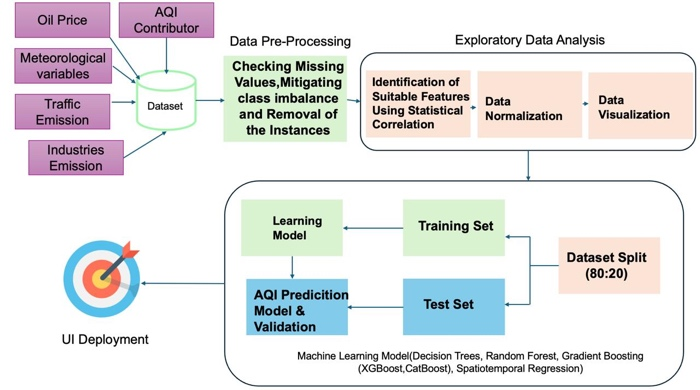 Oil Price
AQI
Contributor
Meteorological
variables
Traffic
Emission
Industries
Emission
Dataset
Data Pre-Processing
Checking Missing
Values,Mitigating
class imbalance
and Removal of
the Instances
Exploratory Data Analysis
Identification of
Suitable Features
Using Statistical
Correlation
Data
Normalization
Data
Visualization
Learning
Model
Training Set
Dataset Split
(80:20)
AQI Predicition
Model &
Validation
Test Set
UI Deployment
Machine Learning Model(Decision Trees, Random Forest, Gradient Boosting
(XGBoost,CatBoost), Spatiotemporal Regression)